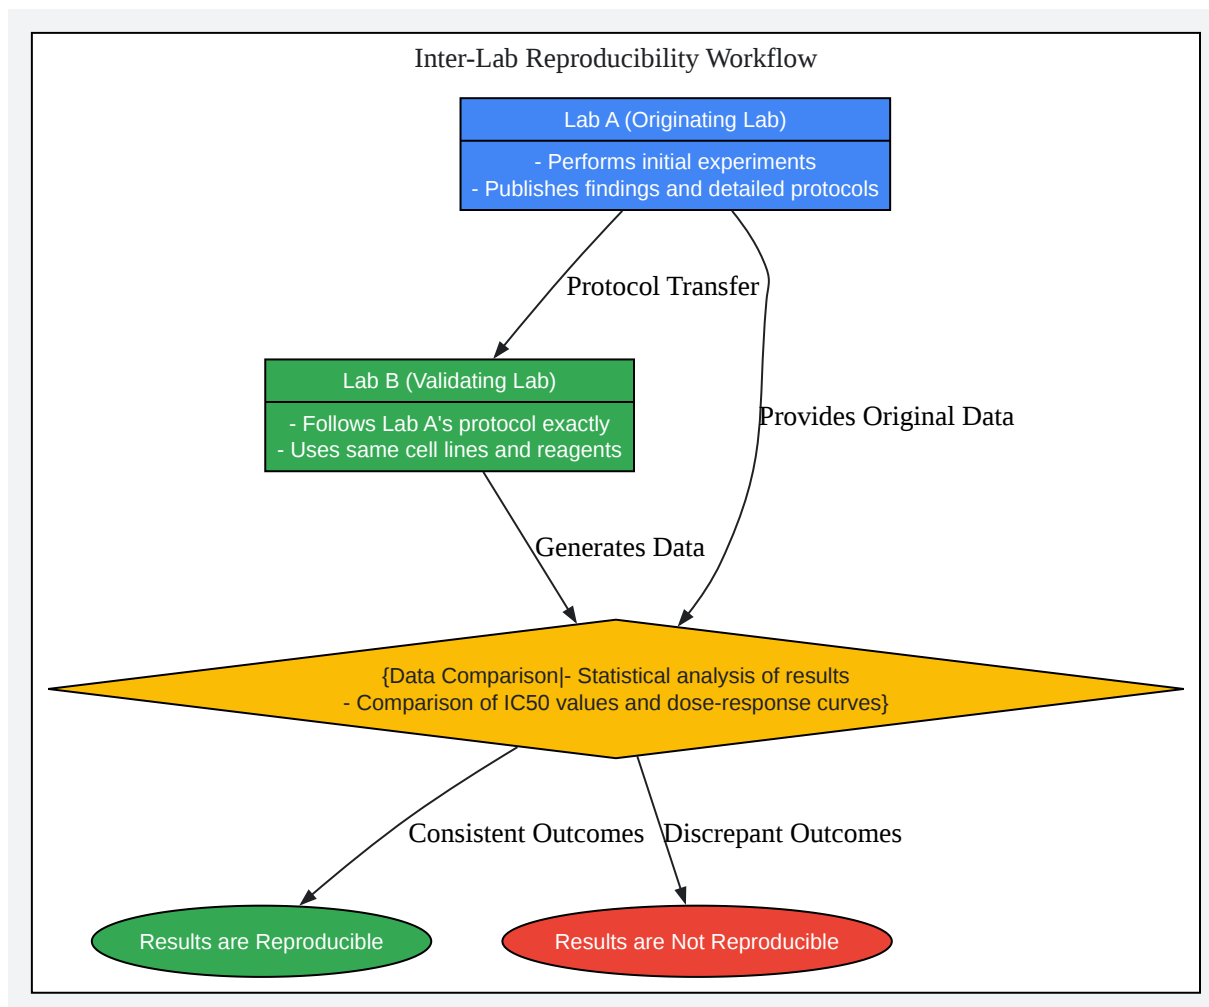 Inter-Lab Reproducibility Workflow
Lab A (Originating Lab)
- Performs initial experiments
- Publishes findings and detailed protocols
Protocol Transfer
Lab B (Validating Lab)
- Follows Lab A's protocol exactly
- Uses same cell lines and reagents
Provides Original Data
Generates Data
{Data Comparison|- Statistical analysis of results
- Comparison of IC50 values and dose-response curves}
Consistent Outcomes
Discrepant Outcomes
Results are Reproducible
Results are Not Reproducible